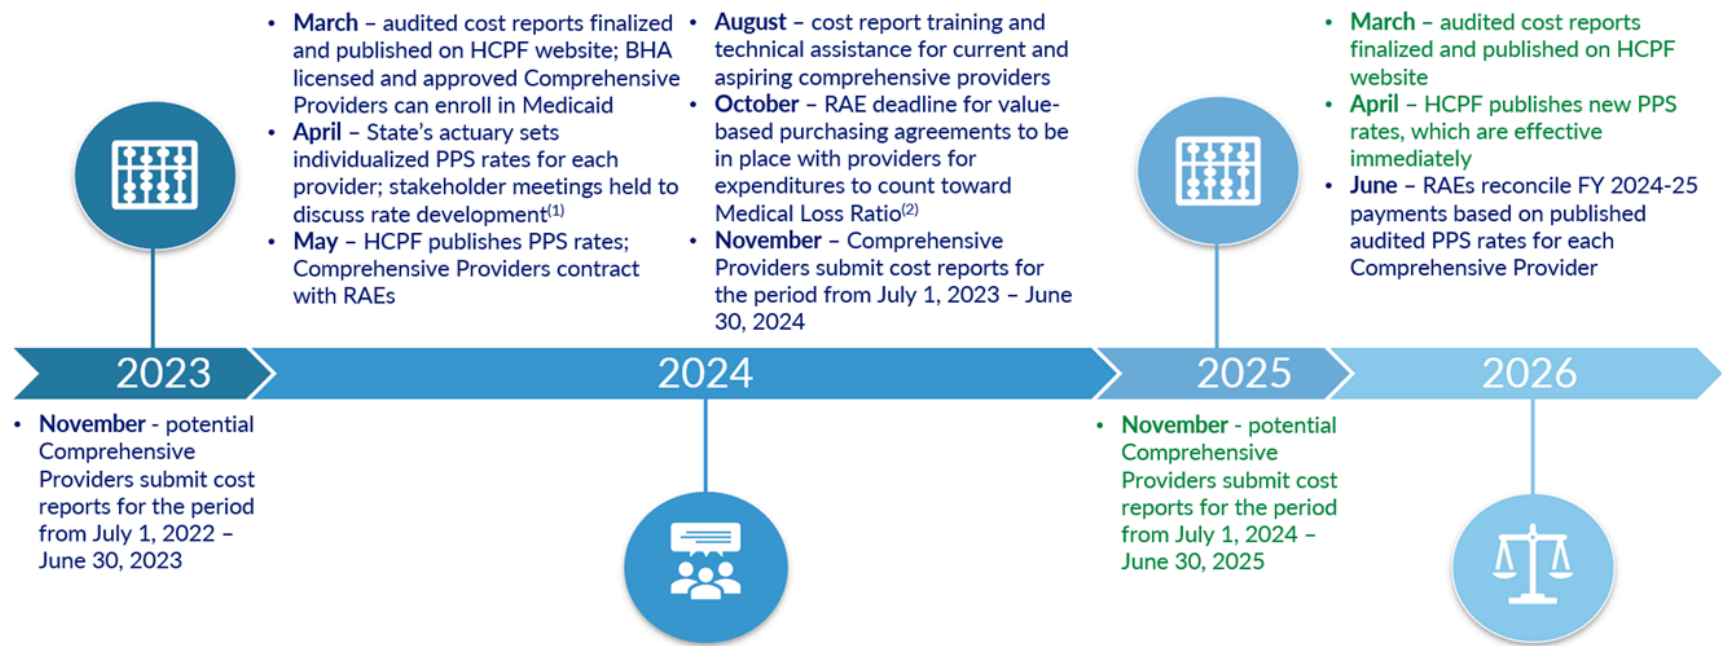 • March – audited cost reports finalized
and published on HCPF website; BHA
licensed and approved Comprehensive
Providers can enroll in Medicaid
• April – State’s actuary sets
individualized PPS rates for each
provider; stakeholder meetings held to
discuss rate development(1)
• May – HCPF publishes PPS rates;
Comprehensive Providers contract
with RAEs
• August – cost report training and
technical assistance for current and
aspiring comprehensive providers
• October – RAE deadline for value-
based purchasing agreements to be
in place with providers for
expenditures to count toward
Medical Loss Ratio(2)
• November – Comprehensive
Providers submit cost reports for
the period from July 1, 2023 – June
30, 2024
• March – audited cost reports
finalized and published on HCPF
website
• April – HCPF publishes new PPS
rates, which are effective
immediately
• June – RAEs reconcile FY 2024-25
payments based on published
audited PPS rates for each
Comprehensive Provider
2023
2024
2025
2026
• November - potential
Comprehensive
Providers submit cost
reports for the period
from July 1, 2022 –
June 30, 2023
• November - potential
Comprehensive
Providers submit cost
reports for the period
from July 1, 2024 –
June 30, 2025